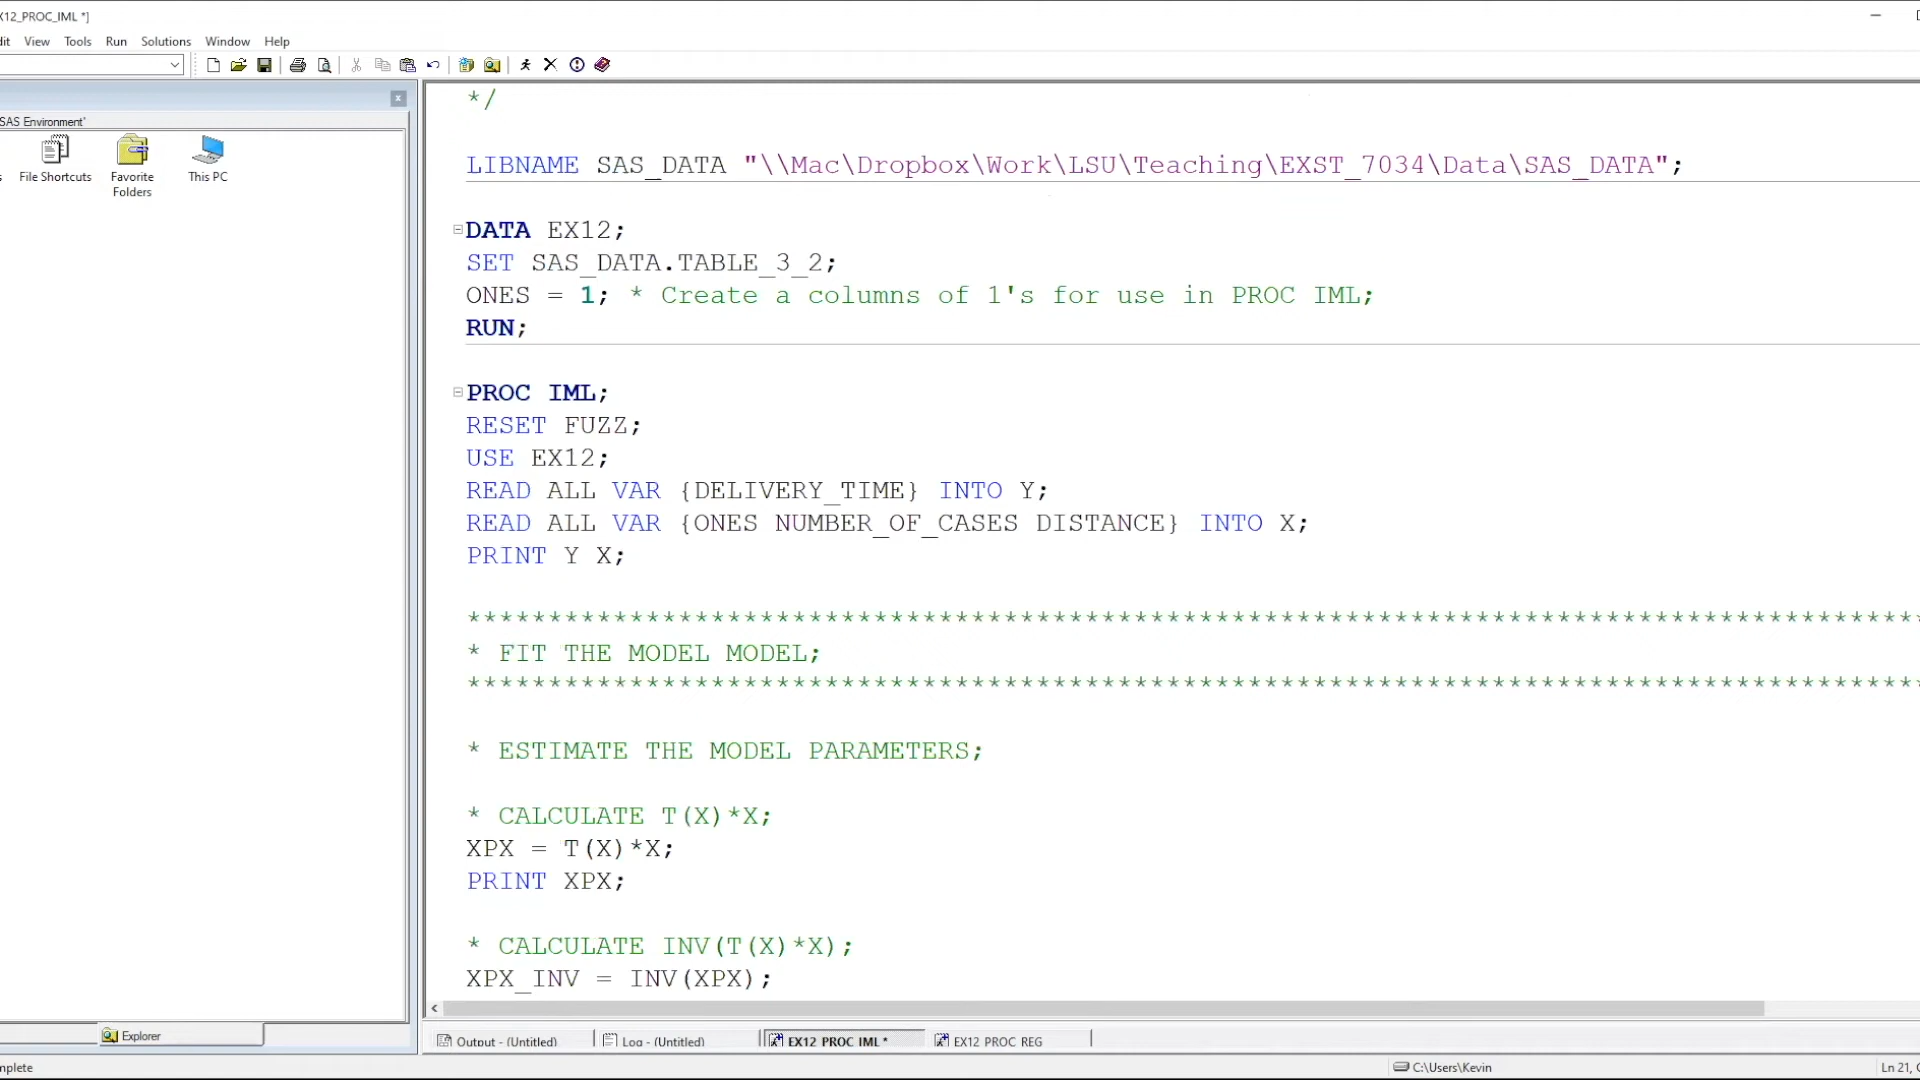 X12_PROC_IML *]
dit View Tools Run Solutions Window Help
SAS Environment'
File Shortcuts
Favorite Folders
This PC
*/
LIBNAME SAS_DATA "\\Mac\Dropbox\Work\LSU\Teaching\EXST_7034\Data\SAS_DATA";
DATA EX12;
SET SAS_DATA.TABLE_3_2;
ONES = 1; * Create a columns of 1's for use in PROC IML;
RUN;
PROC IML;
RESET FUZZ;
USE EX12;
READ ALL VAR {DELIVERY_TIME} INTO Y;
READ ALL VAR {ONES NUMBER_OF_CASES DISTANCE} INTO X;
PRINT Y X;
*****************************************************************************************
* FIT THE MODEL MODEL;
*****************************************************************************************
* ESTIMATE THE MODEL PARAMETERS;
* CALCULATE T(X)*X;
XPX = T(X)*X;
PRINT XPX;
* CALCULATE INV(T(X)*X);
XPX_INV = INV(XPX);
Explorer
Output - (Untitled) Log - (Untitled) EX12 PROC IML * EX12 PROC REG
mplete C:\Users\Kevin Ln 21,